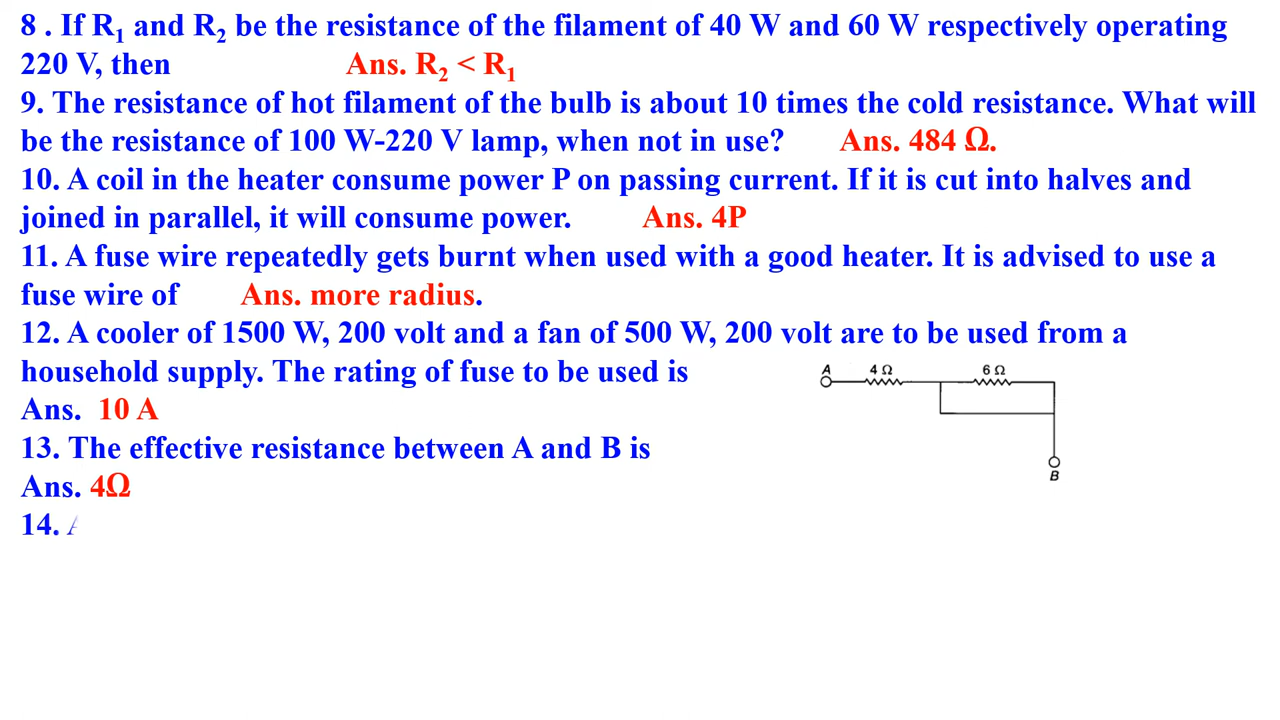 8 . If R₁ and R₂ be the resistance of the filament of 40 W and 60 W respectively operating
220 V, then Ans. R₂ < R₁
9. The resistance of hot filament of the bulb is about 10 times the cold resistance. What will
be the resistance of 100 W-220 V lamp, when not in use? Ans. 484 Ω.
10. A coil in the heater consume power P on passing current. If it is cut into halves and
joined in parallel, it will consume power. Ans. 4P
11. A fuse wire repeatedly gets burnt when used with a good heater. It is advised to use a
fuse wire of Ans. more radius.
12. A cooler of 1500 W, 200 volt and a fan of 500 W, 200 volt are to be used from a
household supply. The rating of fuse to be used is
A 4 Ω 6 Ω
Ans. 10 A
13. The effective resistance between A and B is
B
Ans. 4Ω
14.